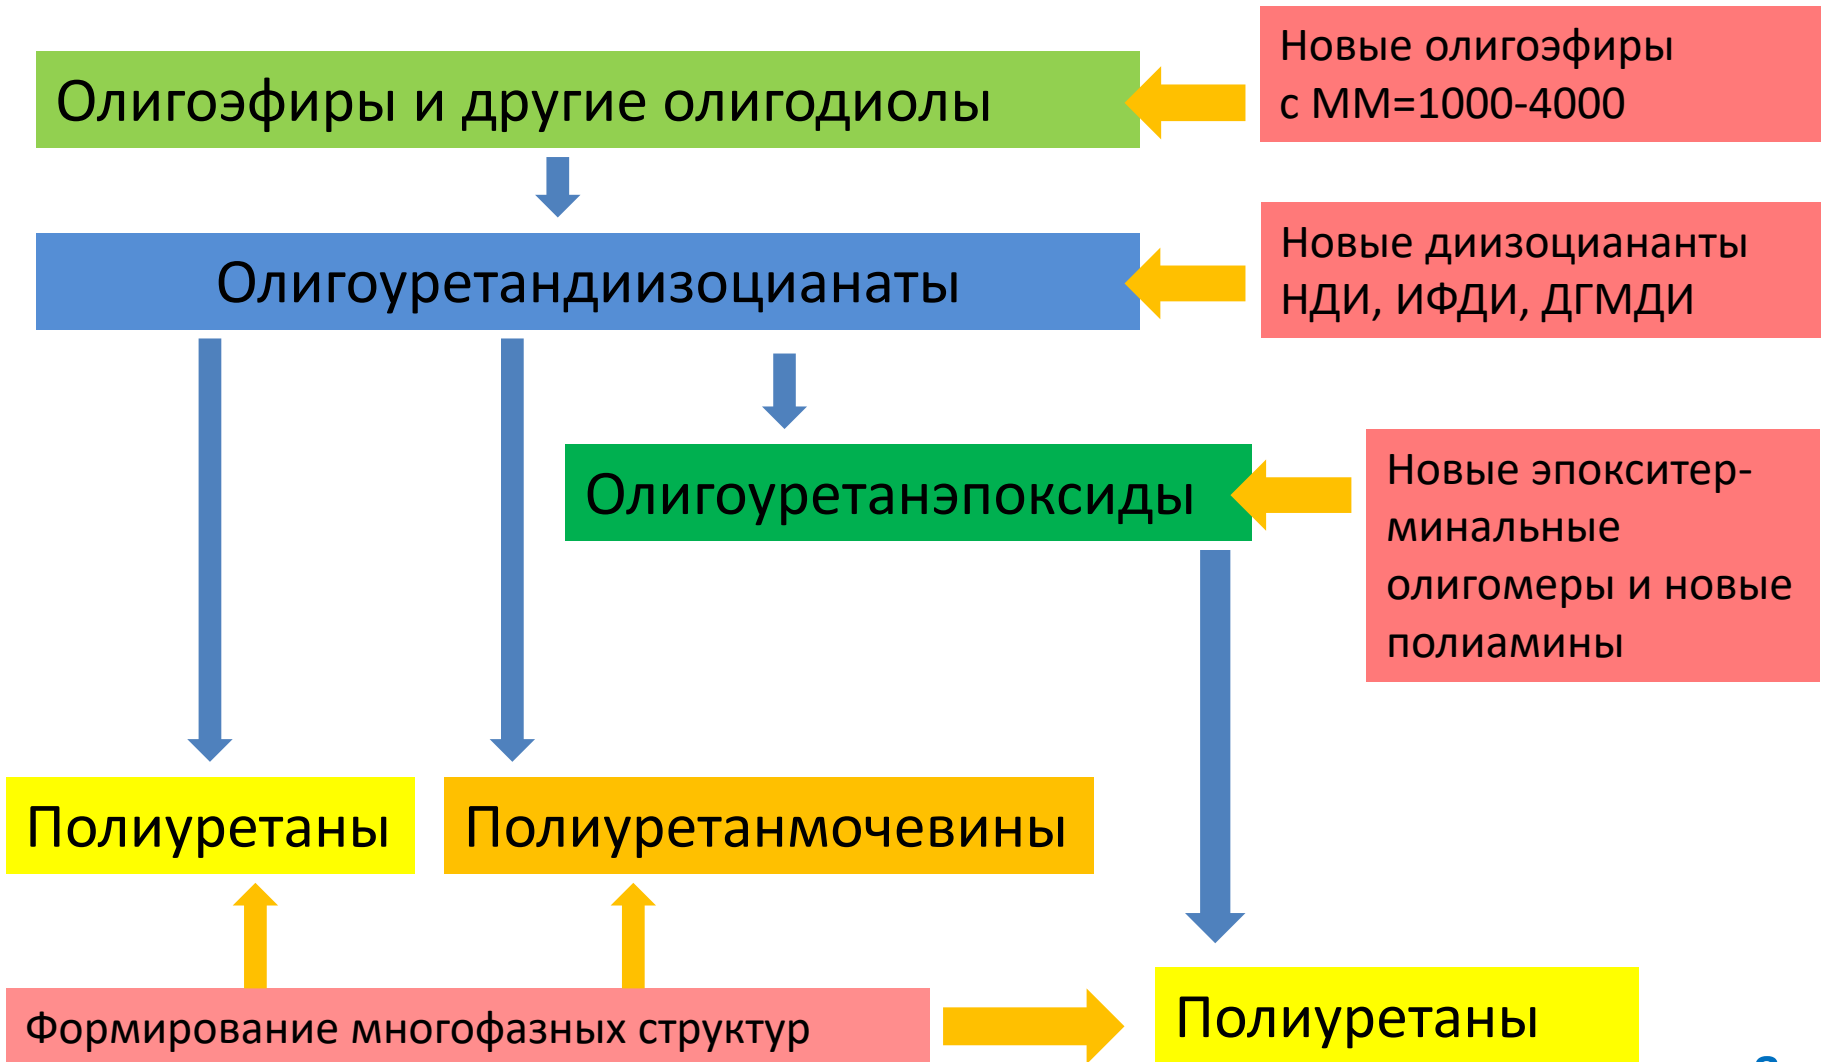 Новые олигоэфиры
с ММ=1000-4000
Олигоэфиры и другие олигодиолы
Новые диизоциананты
НДИ, ИФДИ, ДГМДИ
Олигоуретандиизоцианаты
Новые эпокситер-
минальные
олигомеры и новые
полиамины
Олигоуретанэпоксиды
Полиуретаны
Полиуретанмочевины
Формирование многофазных структур
Полиуретаны